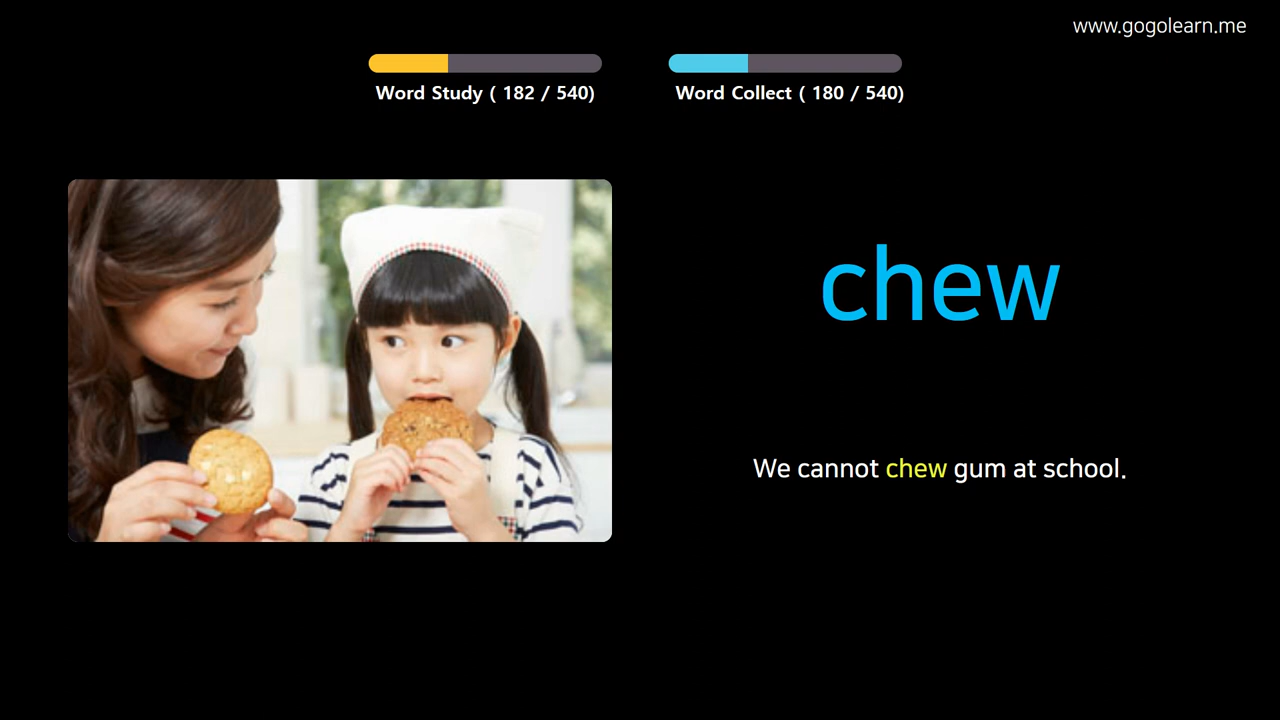 www.gogolearn.me
Word Study ( 182 / 540)
Word Collect ( 180 / 540)
chew
We cannot chew gum at school.